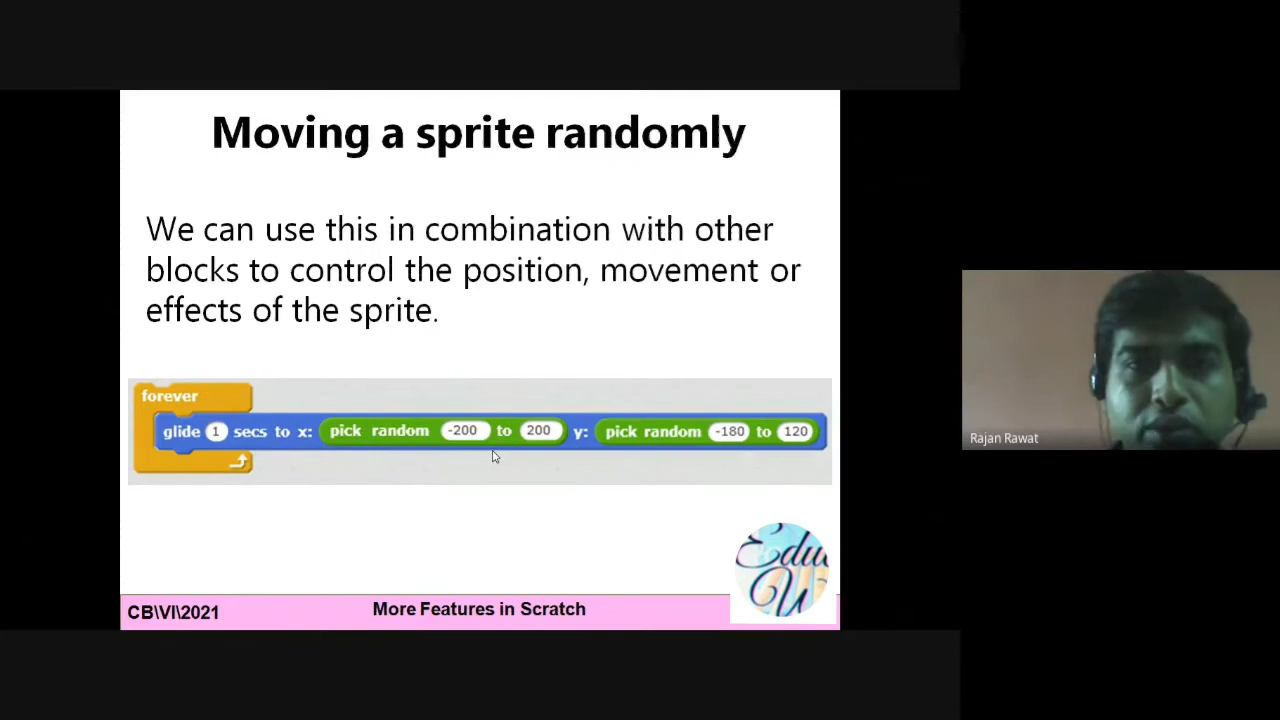 Moving a sprite randomly
We can use this in combination with other
blocks to control the position, movement or
effects of the sprite.
forever
glide 1 secs to x: pick random -200 to 200 y: pick random -180 to 120
Rajan Rawat
CB\VI\2021
More Features in Scratch